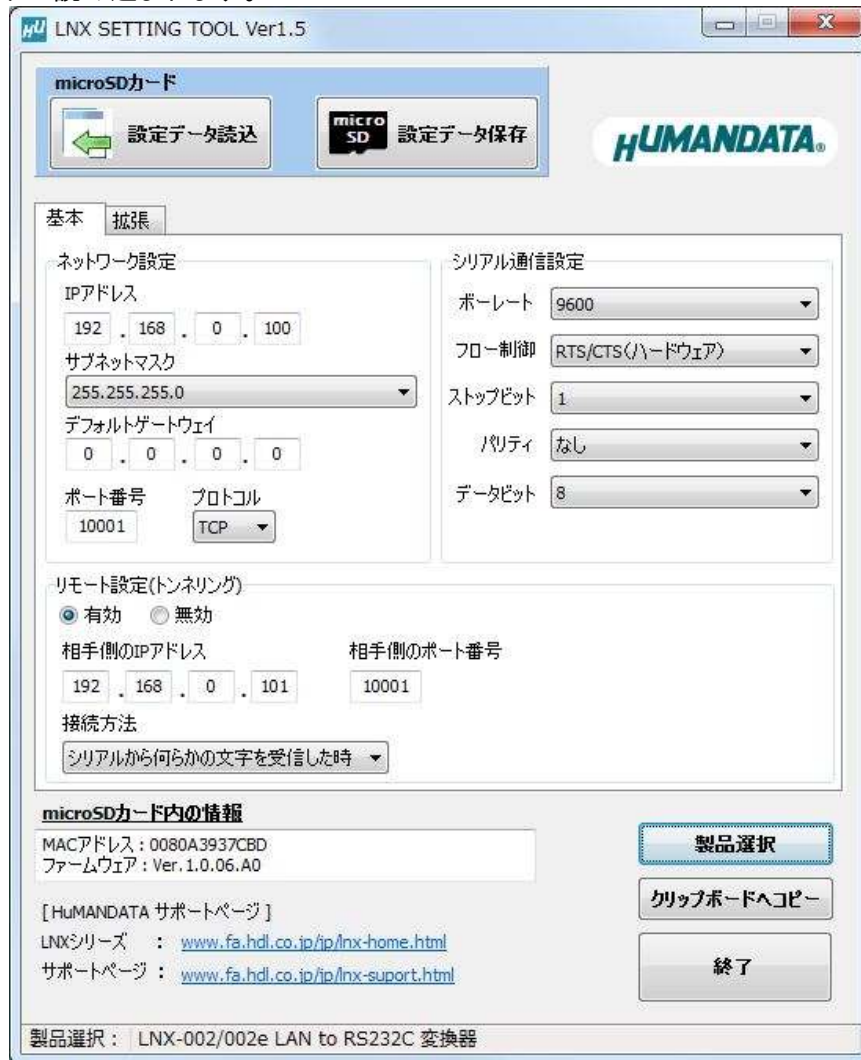 LNX SETTING TOOL Ver1.5
microSDカード
設定データ読込
micro
SD
設定データ保存
HUMANDATA®
基本 拡張
ネットワーク設定
IPアドレス
192 . 168 . 0 . 100
サブネットマスク
255.255.255.0
デフォルトゲートウェイ
0 . 0 . 0 . 0
ポート番号 プロトコル
10001 TCP
シリアル通信設定
ボーレート 9600
フロー制御 RTS/CTS(ハードウェア)
ストップビット 1
パリティ なし
データビット 8
リモート設定(トンネリング)
有効 無効
相手側のIPアドレス 相手側のポート番号
192 . 168 . 0 . 101 10001
接続方法
シリアルから何らかの文字を受信した時
microSDカード内の情報
MACアドレス : 0080A3937CBD
ファームウェア : Ver.1.0.06.A0
[ HuMANDATA サポートページ ]
LNXシリーズ : www.fa.hdl.co.jp/jp/lnx-home.html
サポートページ : www.fa.hdl.co.jp/jp/lnx-suport.html
製品選択
クリップボードへコピー
終了
製品選択 : LNX-002/002e LAN to RS232C 変換器